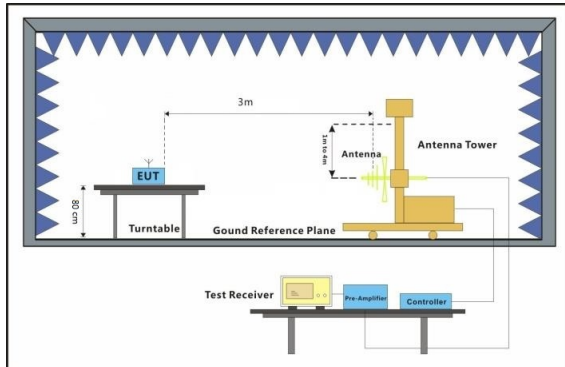 3m
1m to 4m
Antenna Tower
Antenna
EUT
80 cm
Turntable
Gound Reference Plane
Test Receiver
Pre-Amplifier
Controller